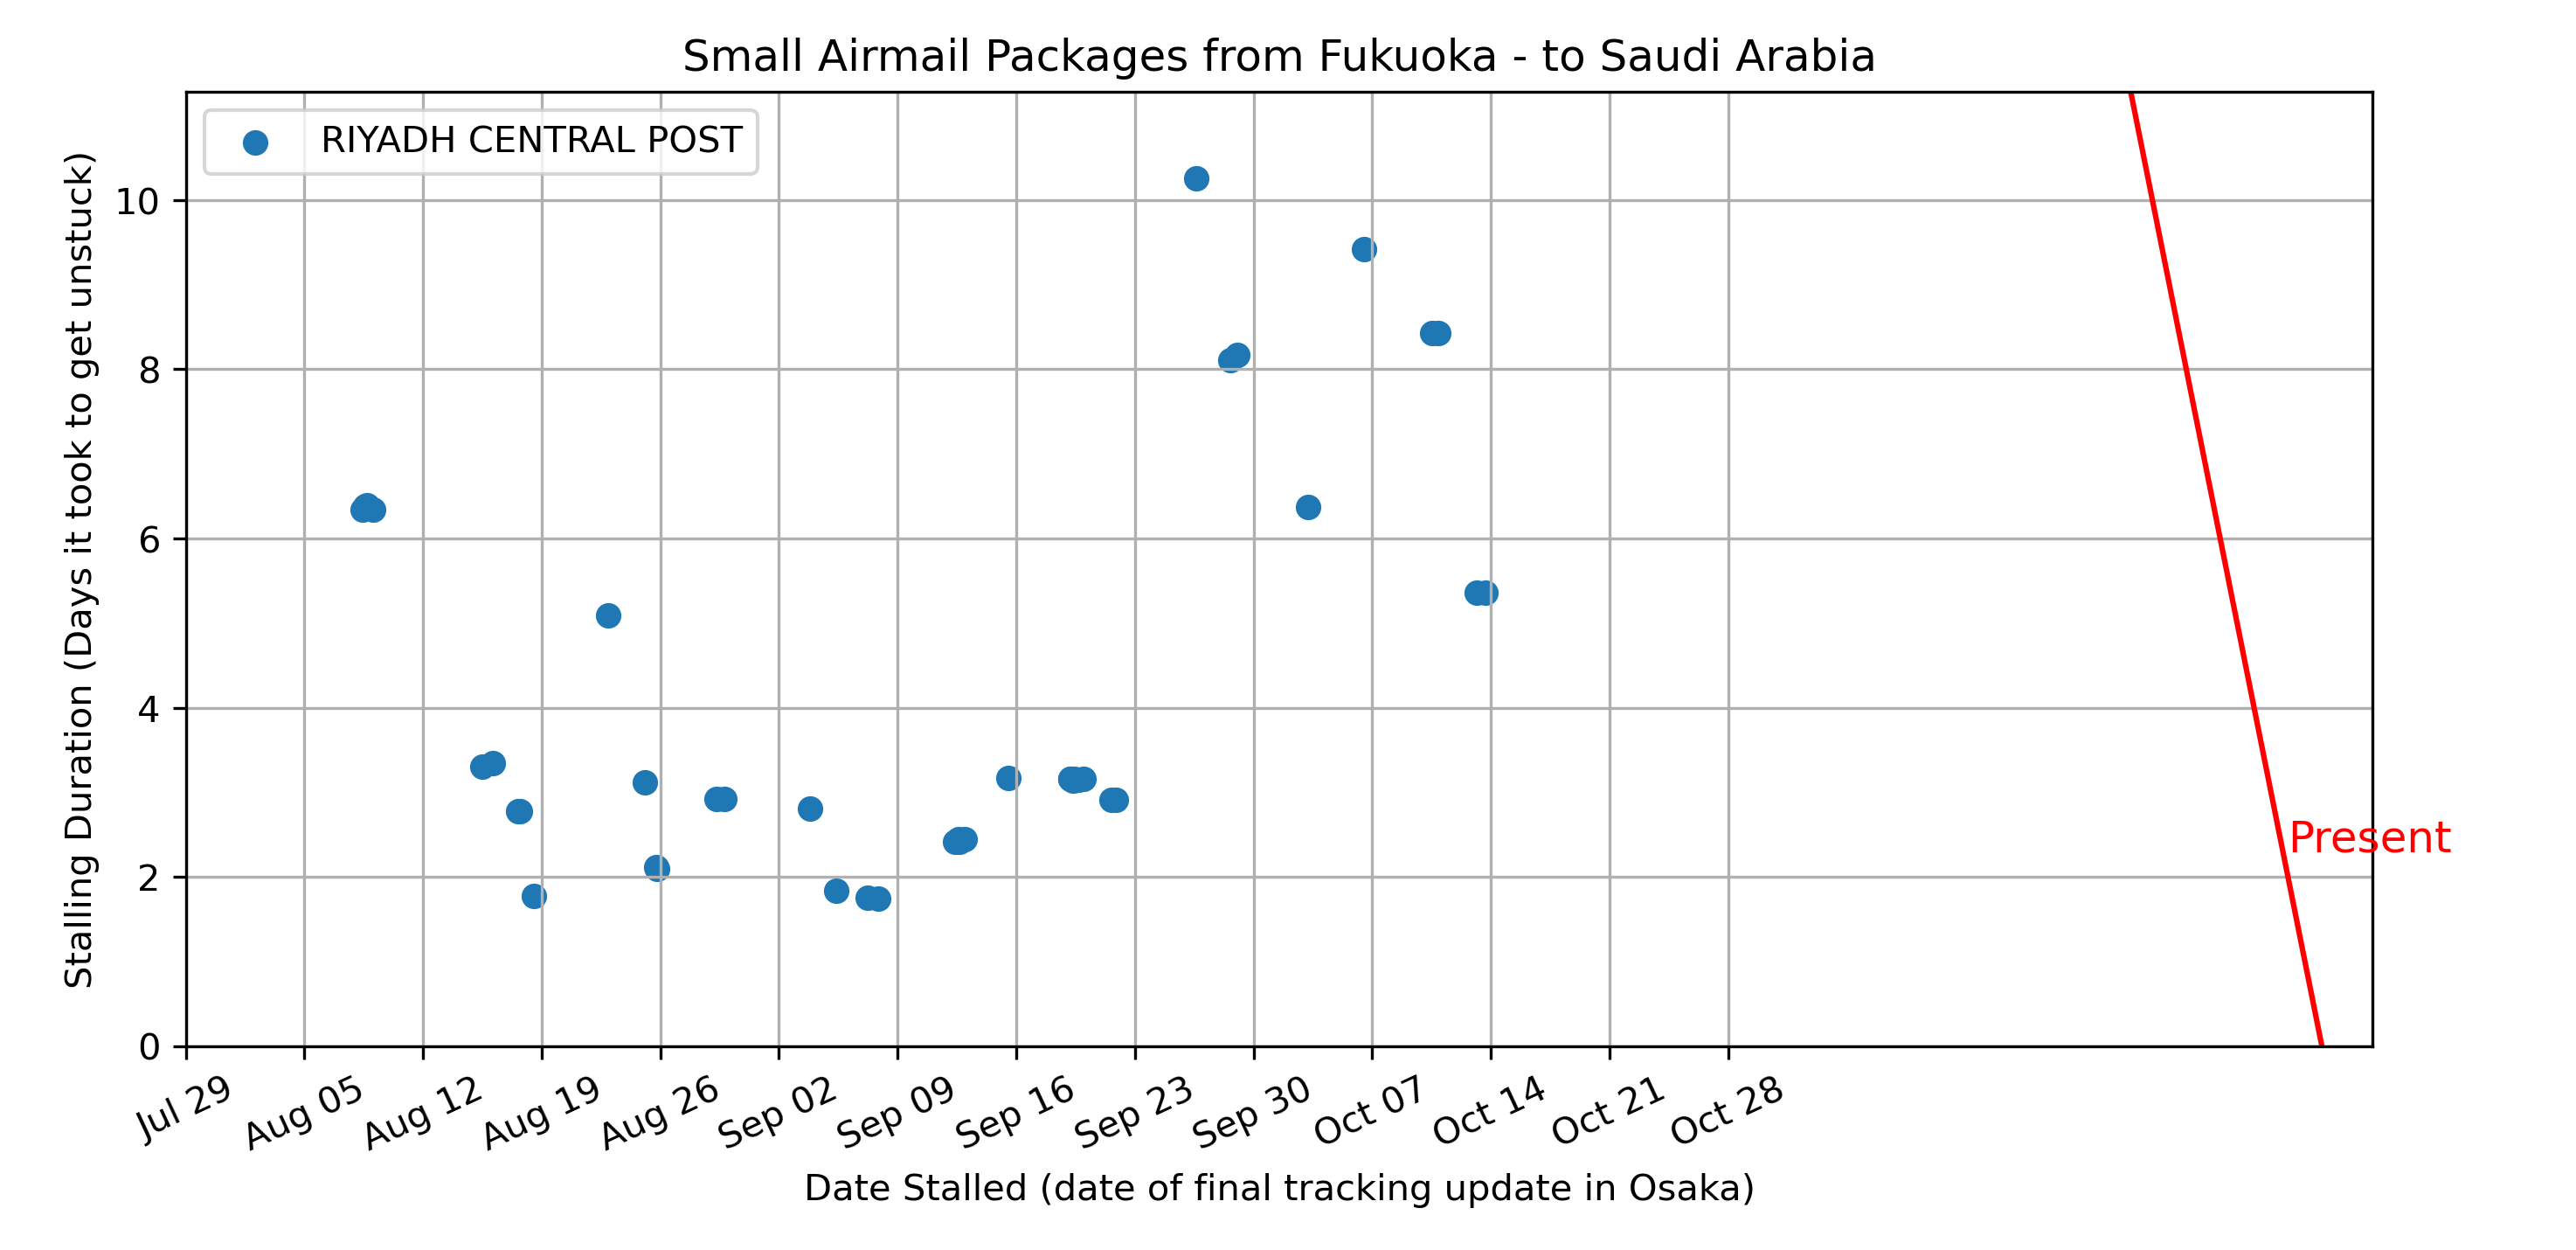 Small Airmail Packages from Fukuoka - to Saudi Arabia
RIYADH CENTRAL POST
Stalling Duration (Days it took to get unstuck)
10
8
6
4
2
0
Present
Jul 29
Aug 05
Aug 12
Aug 19
Aug 26
Sep 02
Sep 09
Sep 16
Sep 23
Sep 30
Oct 07
Oct 14
Oct 21
Oct 28
Date Stalled (date of final tracking update in Osaka)